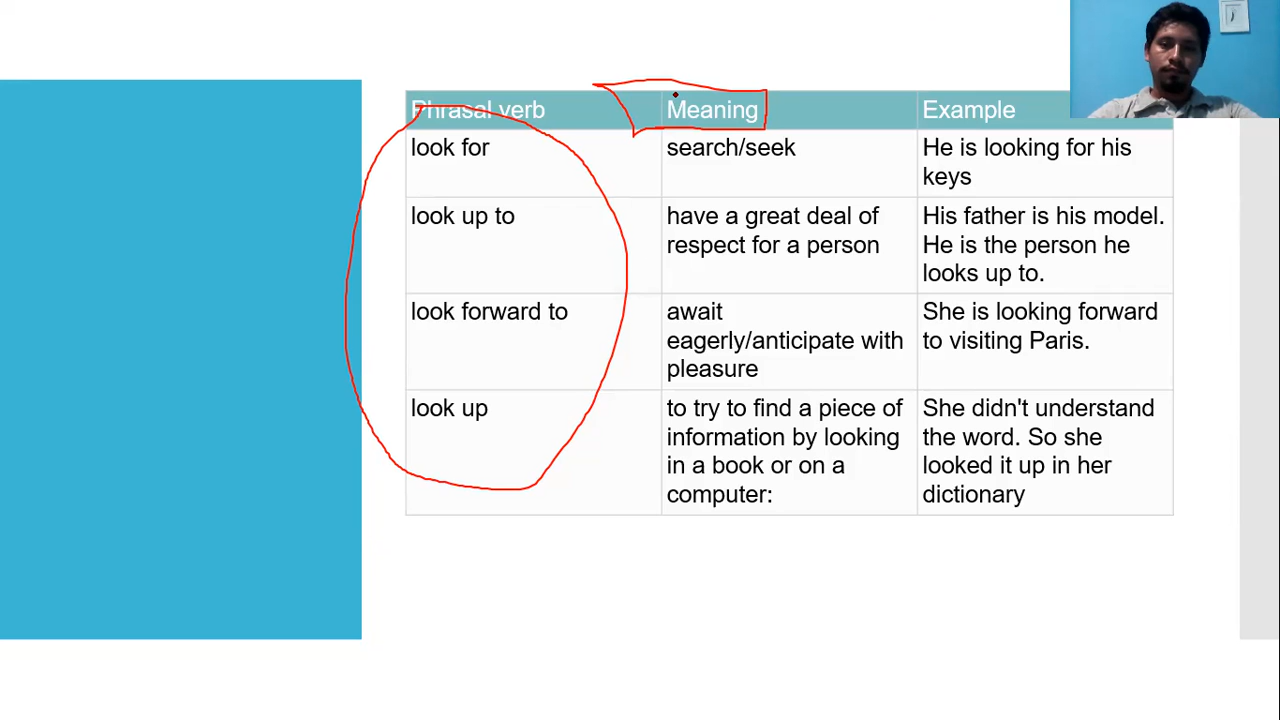 Phrasal verb Meaning Example
look for search/seek He is looking for his
keys
look up to have a great deal of His father is his model.
respect for a person He is the person he
looks up to.
look forward to await She is looking forward
eagerly/anticipate with to visiting Paris.
pleasure
look up to try to find a piece of She didn't understand
information by looking the word. So she
in a book or on a looked it up in her
computer: dictionary